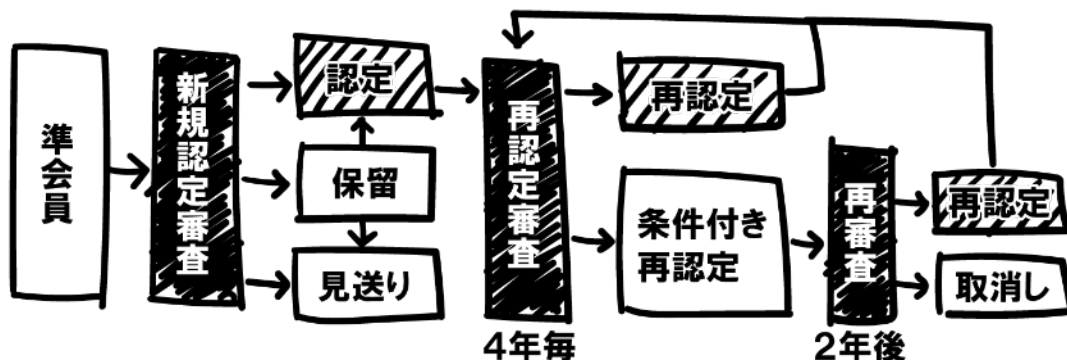 準会員
新規認定審査
認定
保留
見送り
再認定審査
4年毎
再認定
条件付き
再認定
再審査
2年後
再認定
取消し